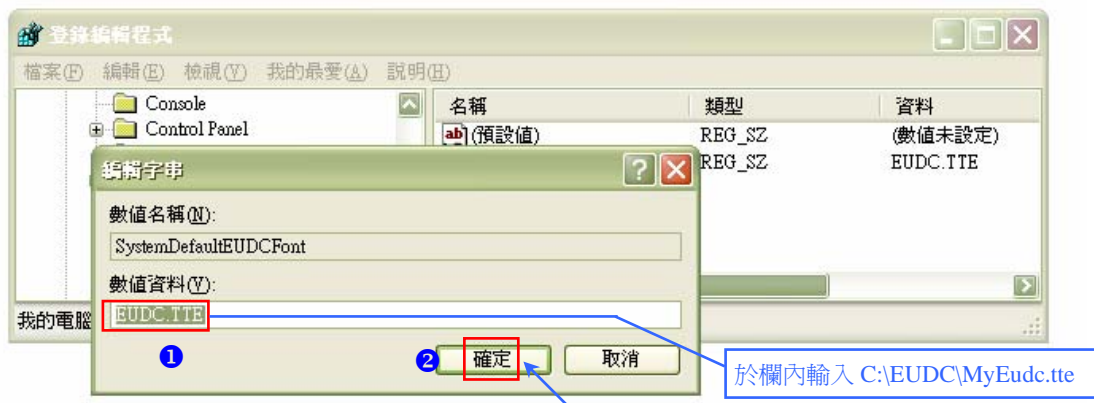 登錄編輯程式
檔案(F) 編輯(E) 檢視(V) 我的最愛(A) 說明(H)
Console
Control Panel
名稱 類型 資料
ab (預設值) REG_SZ (數值未設定)
REG_SZ EUDC.TTE
編輯字串
數值名稱(N):
SystemDefaultEUDCFont
數值資料(V):
EUDC.TTE
我的電腦
❶
❷ 確定 取消
於欄內輸入 C:\EUDC\MyEudc.tte